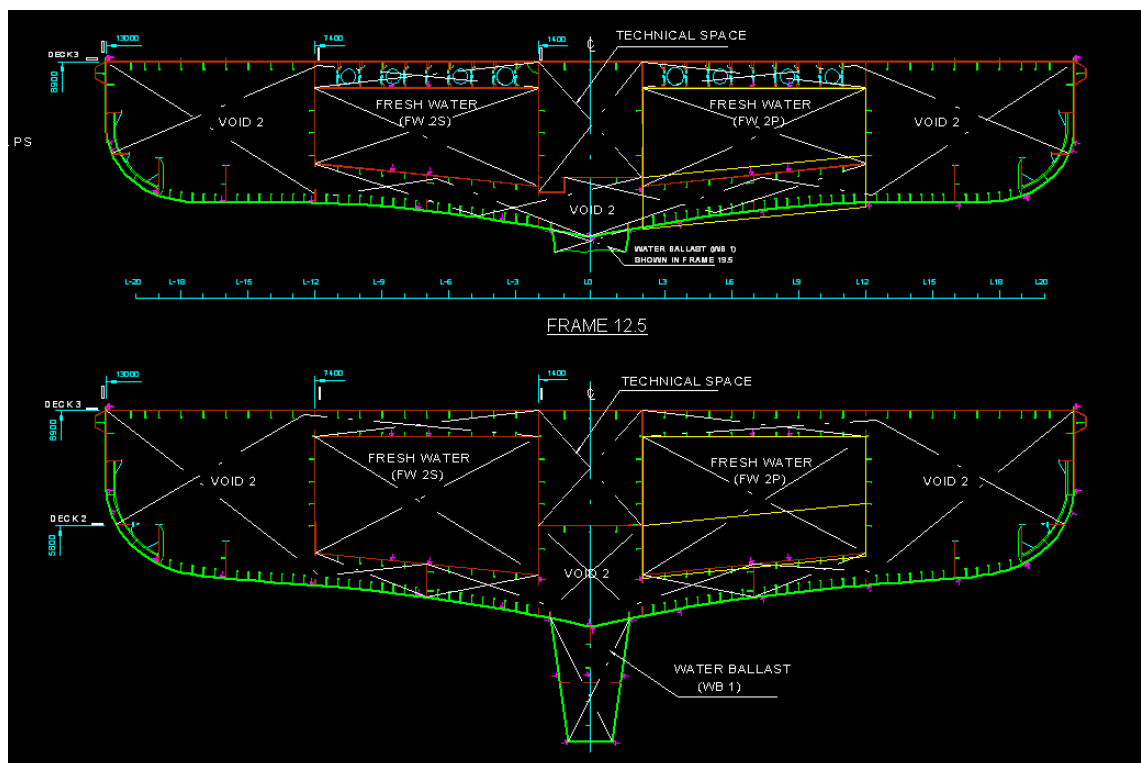 13000
7400
1400
DECK3
8900
TECHNICAL SPACE
FRESH WATER
(FW 2S)
FRESH WATER
(FW 2P)
VOID 2
VOID 2
PS
VOID 2
WATER BALLAST (WB 1)
SHOWN IN FRAME 19.5
L-20
L-18
L-15
L-12
L-9
L-6
L-3
L0
L3
L6
L9
L12
L15
L18
L20
FRAME 12.5
13000
7400
1400
TECHNICAL SPACE
DECK3
8900
FRESH WATER
(FW 2S)
FRESH WATER
(FW 2P)
VOID 2
VOID 2
DECK 2
5800
VOID 2
WATER BALLAST
(WB 1)